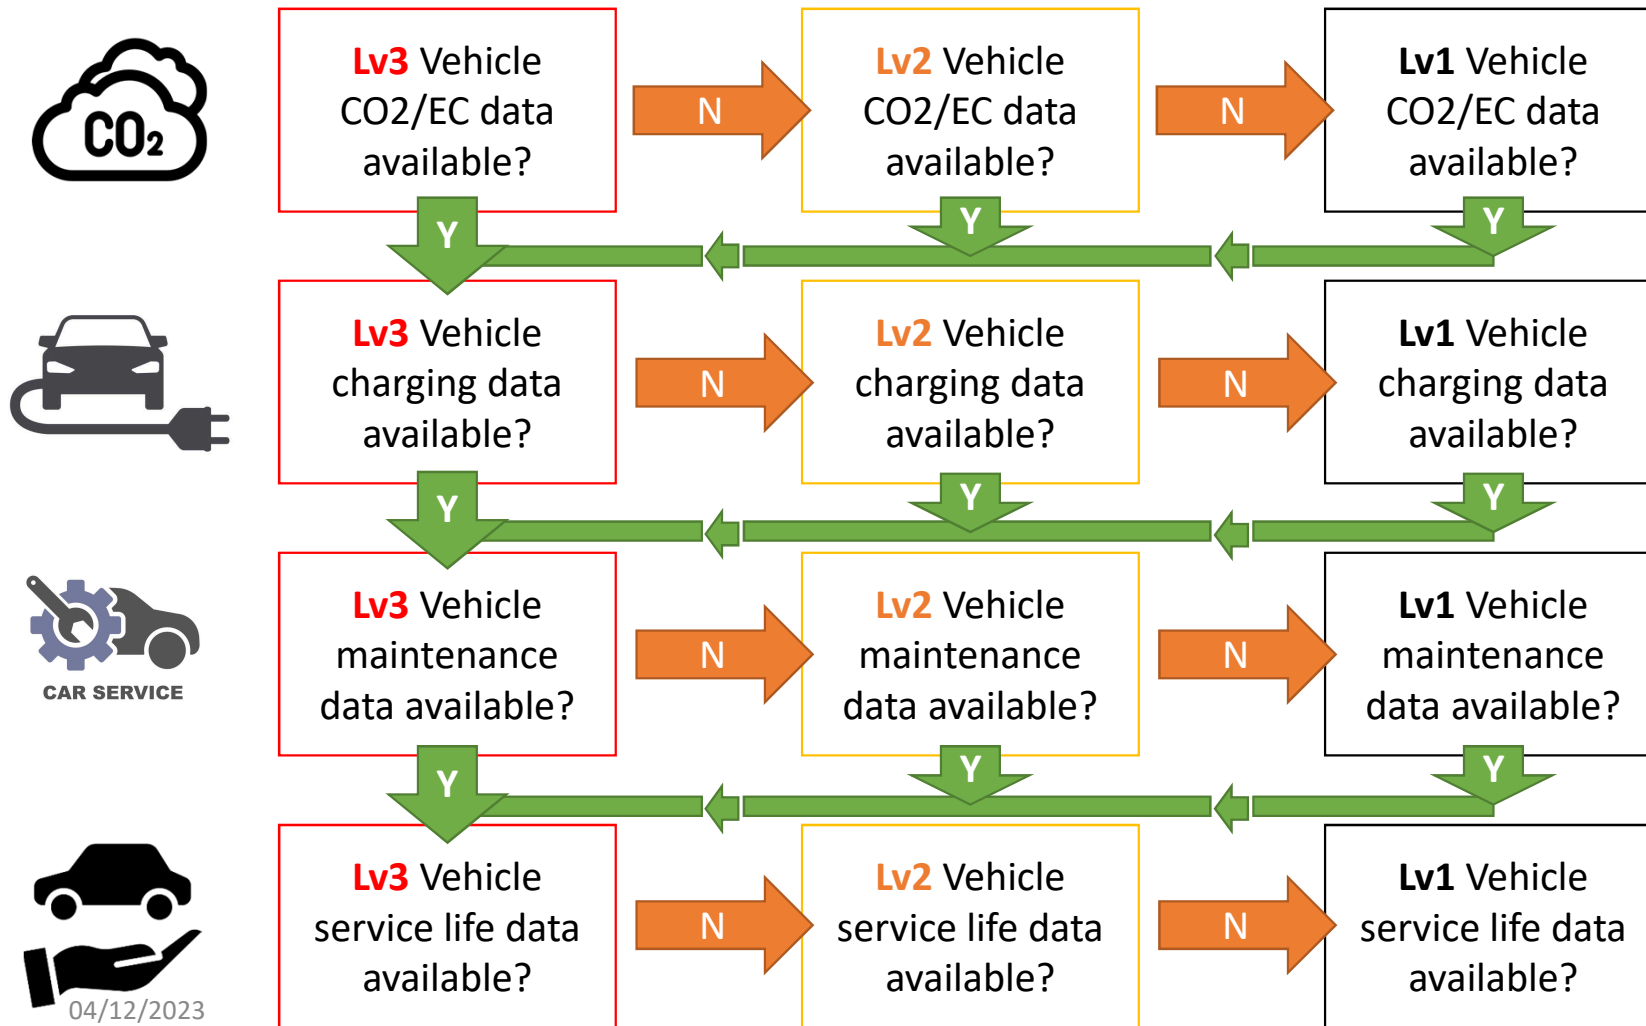 CO2
Lv3 Vehicle
CO2/EC data
available?
N
Lv2 Vehicle
CO2/EC data
available?
N
Lv1 Vehicle
CO2/EC data
available?
Y
Y
Y
Lv3 Vehicle
charging data
available?
N
Lv2 Vehicle
charging data
available?
N
Lv1 Vehicle
charging data
available?
Y
Y
Y
CAR SERVICE
Lv3 Vehicle
maintenance
data available?
N
Lv2 Vehicle
maintenance
data available?
N
Lv1 Vehicle
maintenance
data available?
Y
Y
Y
Lv3 Vehicle
service life data
available?
N
Lv2 Vehicle
service life data
available?
N
Lv1 Vehicle
service life data
available?
04/12/2023